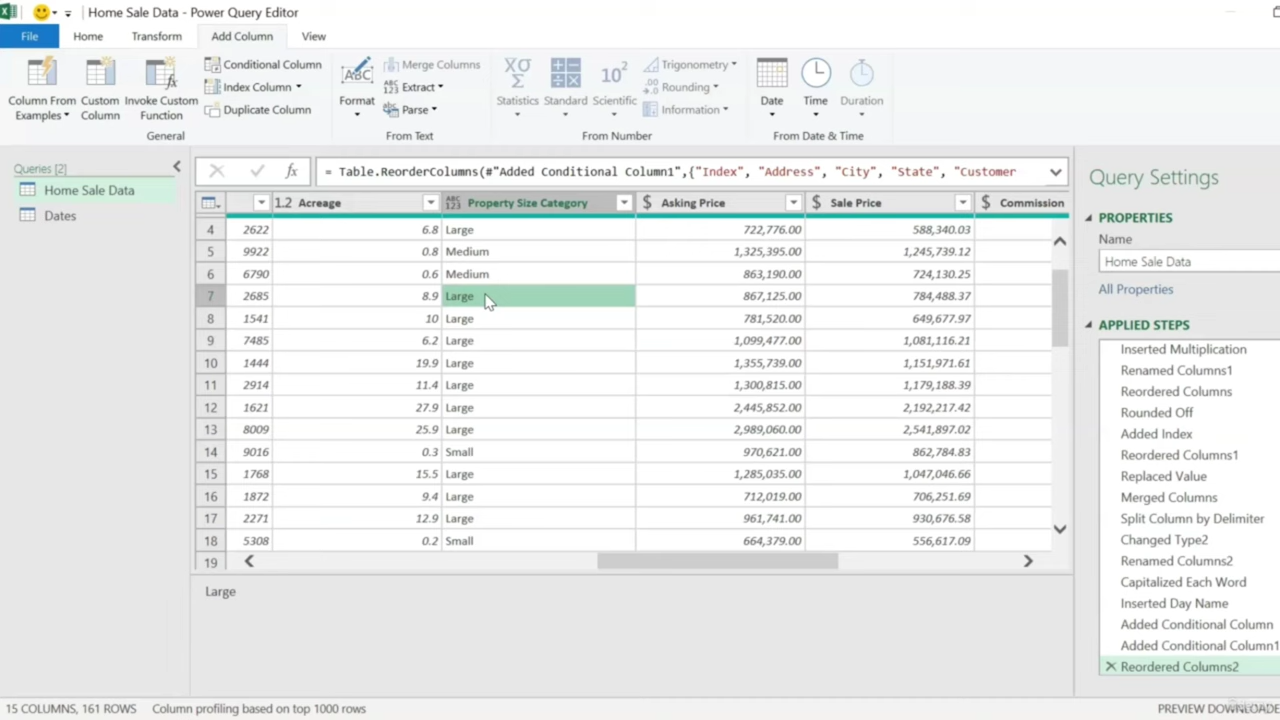 Home Sale Data - Power Query Editor
File Home Transform Add Column View
Column From Examples Custom Column Invoke Custom Function
Conditional Column
Index Column
Duplicate Column
General
Format
Merge Columns
Extract
Parse
From Text
Statistics Standard Scientific
Trigonometry
Rounding
Information
From Number
Date Time Duration
From Date & Time
Queries [2]
Home Sale Data
Dates
= Table.ReorderColumns(#"Added Conditional Column1",{"Index", "Address", "City", "State", "Customer
1.2 Acreage ABC 123 Property Size Category $ Asking Price $ Sale Price $ Commission
4 2622 6.8 Large 722,776.00 588,340.03
5 9922 0.8 Medium 1,325,395.00 1,245,739.12
6 6790 0.6 Medium 863,190.00 724,130.25
7 2685 8.9 Large 867,125.00 784,488.37
8 1541 10 Large 781,520.00 649,677.97
9 7485 6.2 Large 1,099,477.00 1,081,116.21
10 1444 19.9 Large 1,355,739.00 1,151,971.61
11 2914 11.4 Large 1,300,815.00 1,179,188.39
12 1621 27.9 Large 2,445,852.00 2,192,217.42
13 8009 25.9 Large 2,989,060.00 2,541,897.02
14 9016 0.3 Small 970,621.00 862,784.83
15 1768 15.5 Large 1,285,035.00 1,047,046.66
16 1872 9.4 Large 712,019.00 706,251.69
17 2271 12.9 Large 961,741.00 930,676.58
18 5308 0.2 Small 664,379.00 556,617.09
19
Large
Query Settings
PROPERTIES
Name
Home Sale Data
All Properties
APPLIED STEPS
Inserted Multiplication
Renamed Columns1
Reordered Columns
Rounded Off
Added Index
Reordered Columns1
Replaced Value
Merged Columns
Split Column by Delimiter
Changed Type2
Renamed Columns2
Capitalized Each Word
Inserted Day Name
Added Conditional Column
Added Conditional Column1
Reordered Columns2
15 COLUMNS, 161 ROWS Column profiling based on top 1000 rows
PREVIEW DOWNLOADE